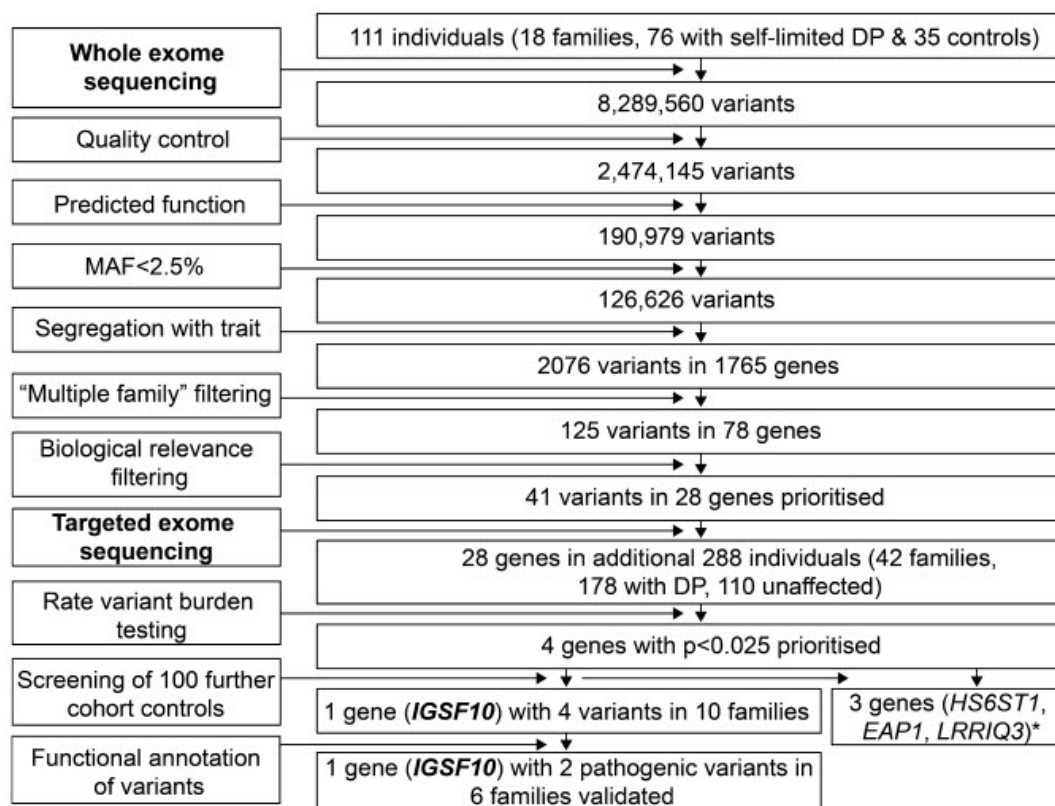 111 individuals (18 families, 76 with self-limited DP & 35 controls)
Whole exome
sequencing
8,289,560 variants
Quality control
2,474,145 variants
Predicted function
190,979 variants
MAF<2.5%
126,626 variants
Segregation with trait
2076 variants in 1765 genes
“Multiple family” filtering
125 variants in 78 genes
Biological relevance
filtering
41 variants in 28 genes prioritised
Targeted exome
sequencing
28 genes in additional 288 individuals (42 families,
178 with DP, 110 unaffected)
Rate variant burden
testing
4 genes with p<0.025 prioritised
Screening of 100 further
cohort controls
1 gene (IGSF10) with 4 variants in 10 families
3 genes (HS6ST1,
EAP1, LRRIQ3)*
Functional annotation
of variants
1 gene (IGSF10) with 2 pathogenic variants in
6 families validated